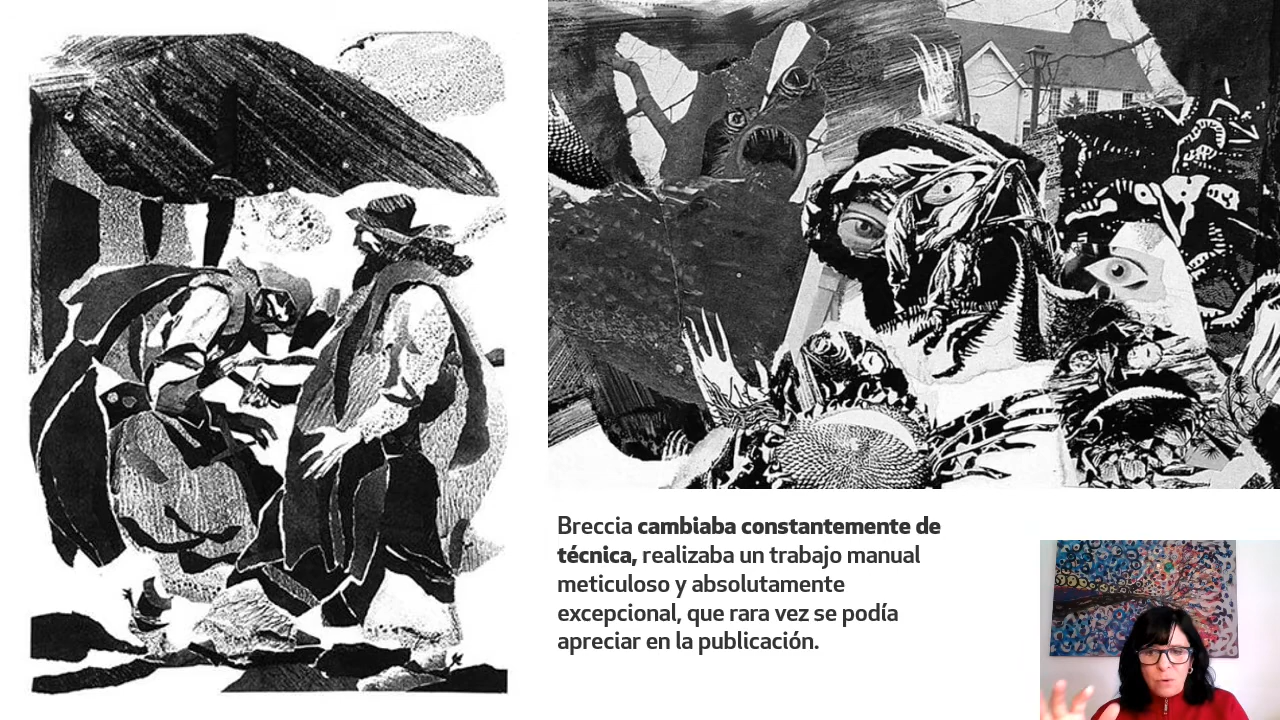 Breccia cambiaba constantemente de
técnica, realizaba un trabajo manual
meticuloso y absolutamente
excepcional, que rara vez se podía
apreciar en la publicación.